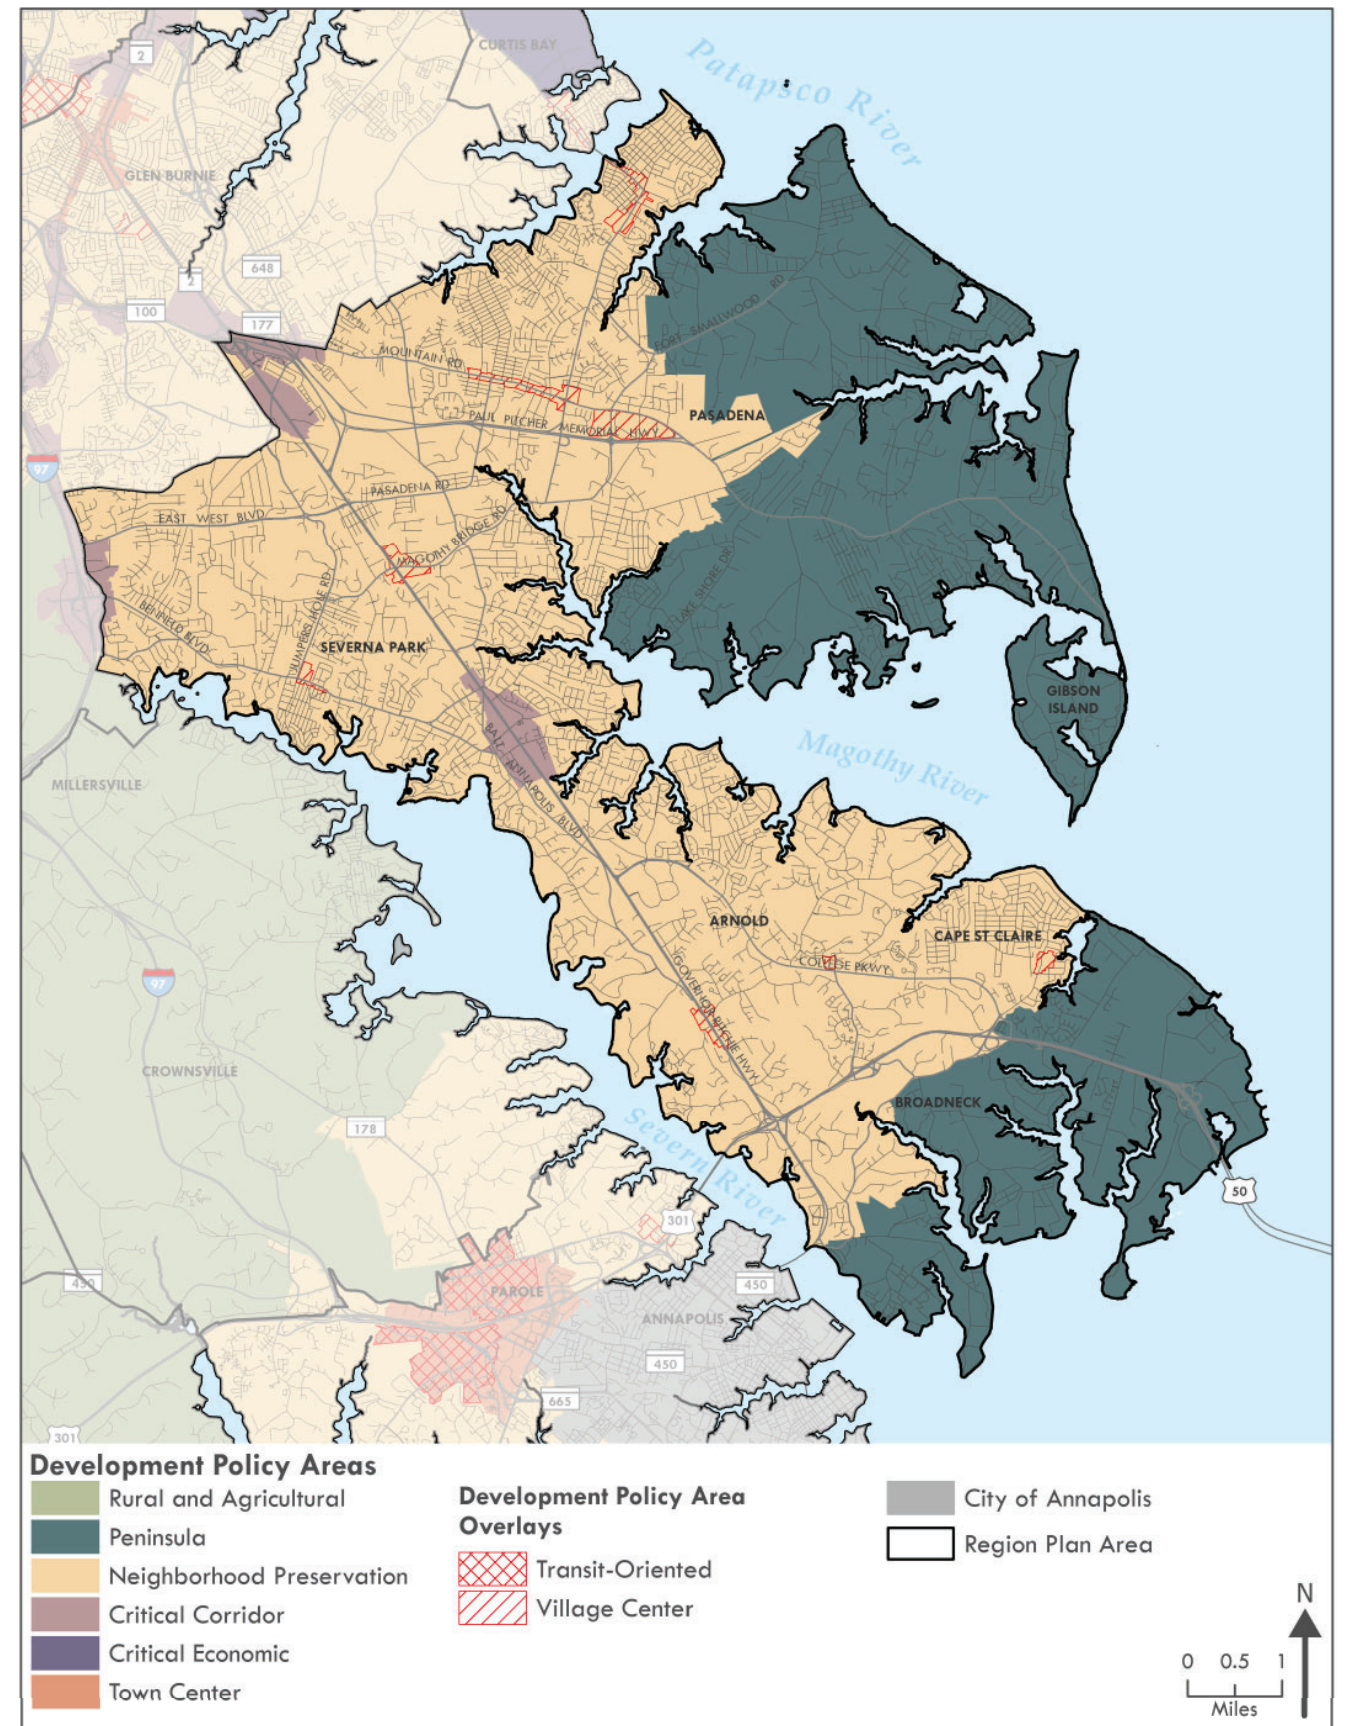 CURTIS BAY
Patapsco River
2
GLEN BURNIE
648
2
100
177
FORT SMALLWOOD RD
MOUNTAIN RD
PASADENA
PAUL PITCHER MEMORIAL HWY
97
PASADENA RD
EAST WEST BLVD
MAGOTHY BRIDGE RD
LAKE SHORE DR
BENFIELD BLVD
JUMPERS HOLE RD
SEVERNA PARK
GIBSON
ISLAND
Magothy River
BALT ANNAPOLIS BLVD
MILLERSVILLE
ARNOLD
CAPE ST CLAIRE
COLLEGE PKWY
97
GOVERNOR RITCHIE HWY
CROWNSVILLE
BROADNECK
178
Severn River
50
301
450
450
PAROLE
ANNAPOLIS
450
665
301
Development Policy Areas
Rural and Agricultural
Peninsula
Neighborhood Preservation
Critical Corridor
Critical Economic
Town Center
Development Policy Area
Overlays
Transit-Oriented
Village Center
City of Annapolis
Region Plan Area
N
0 0.5 1
Miles